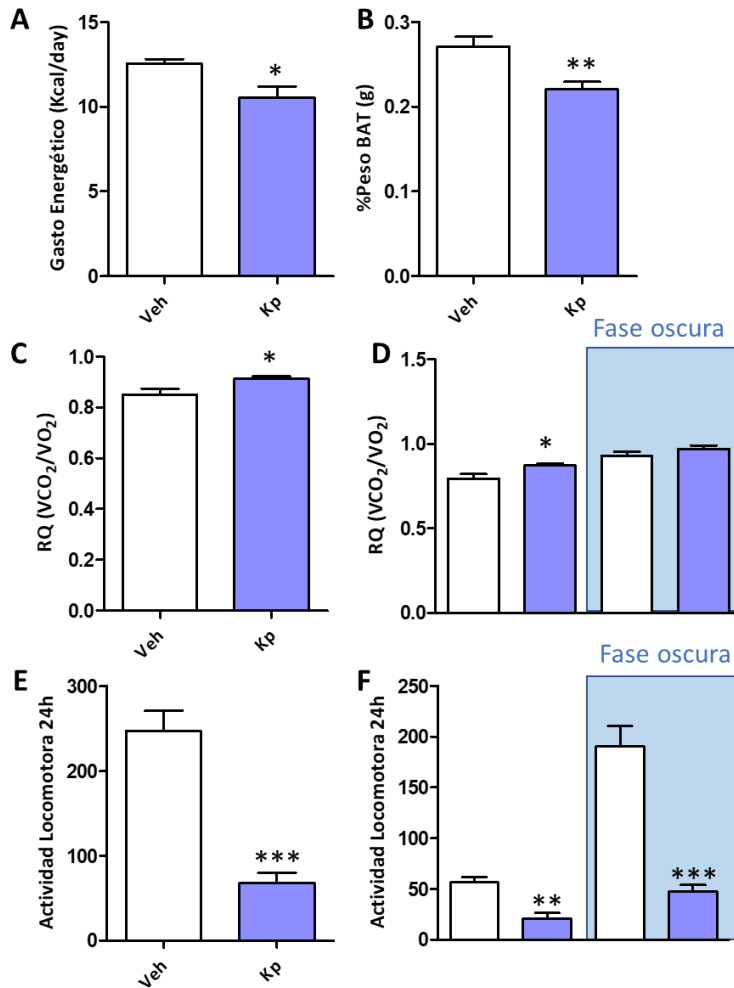 A
Gasto Energético (Kcal/day)
15
10
5
0
*
Veh
Kp
B
%Peso BAT (g)
0.3
0.2
0.1
0.0
**
Veh
Kp
C
RQ (VCO₂/VO₂)
1.0
0.8
0.6
0.4
0.2
0.0
*
Veh
Kp
Fase oscura
D
RQ (VCO₂/VO₂)
1.5
1.0
0.5
0.0
*
E
Actividad Locomotora 24h
300
200
100
0
***
Veh
Kp
Fase oscura
F
Actividad Locomotora 24h
250
200
150
100
50
0
**
***